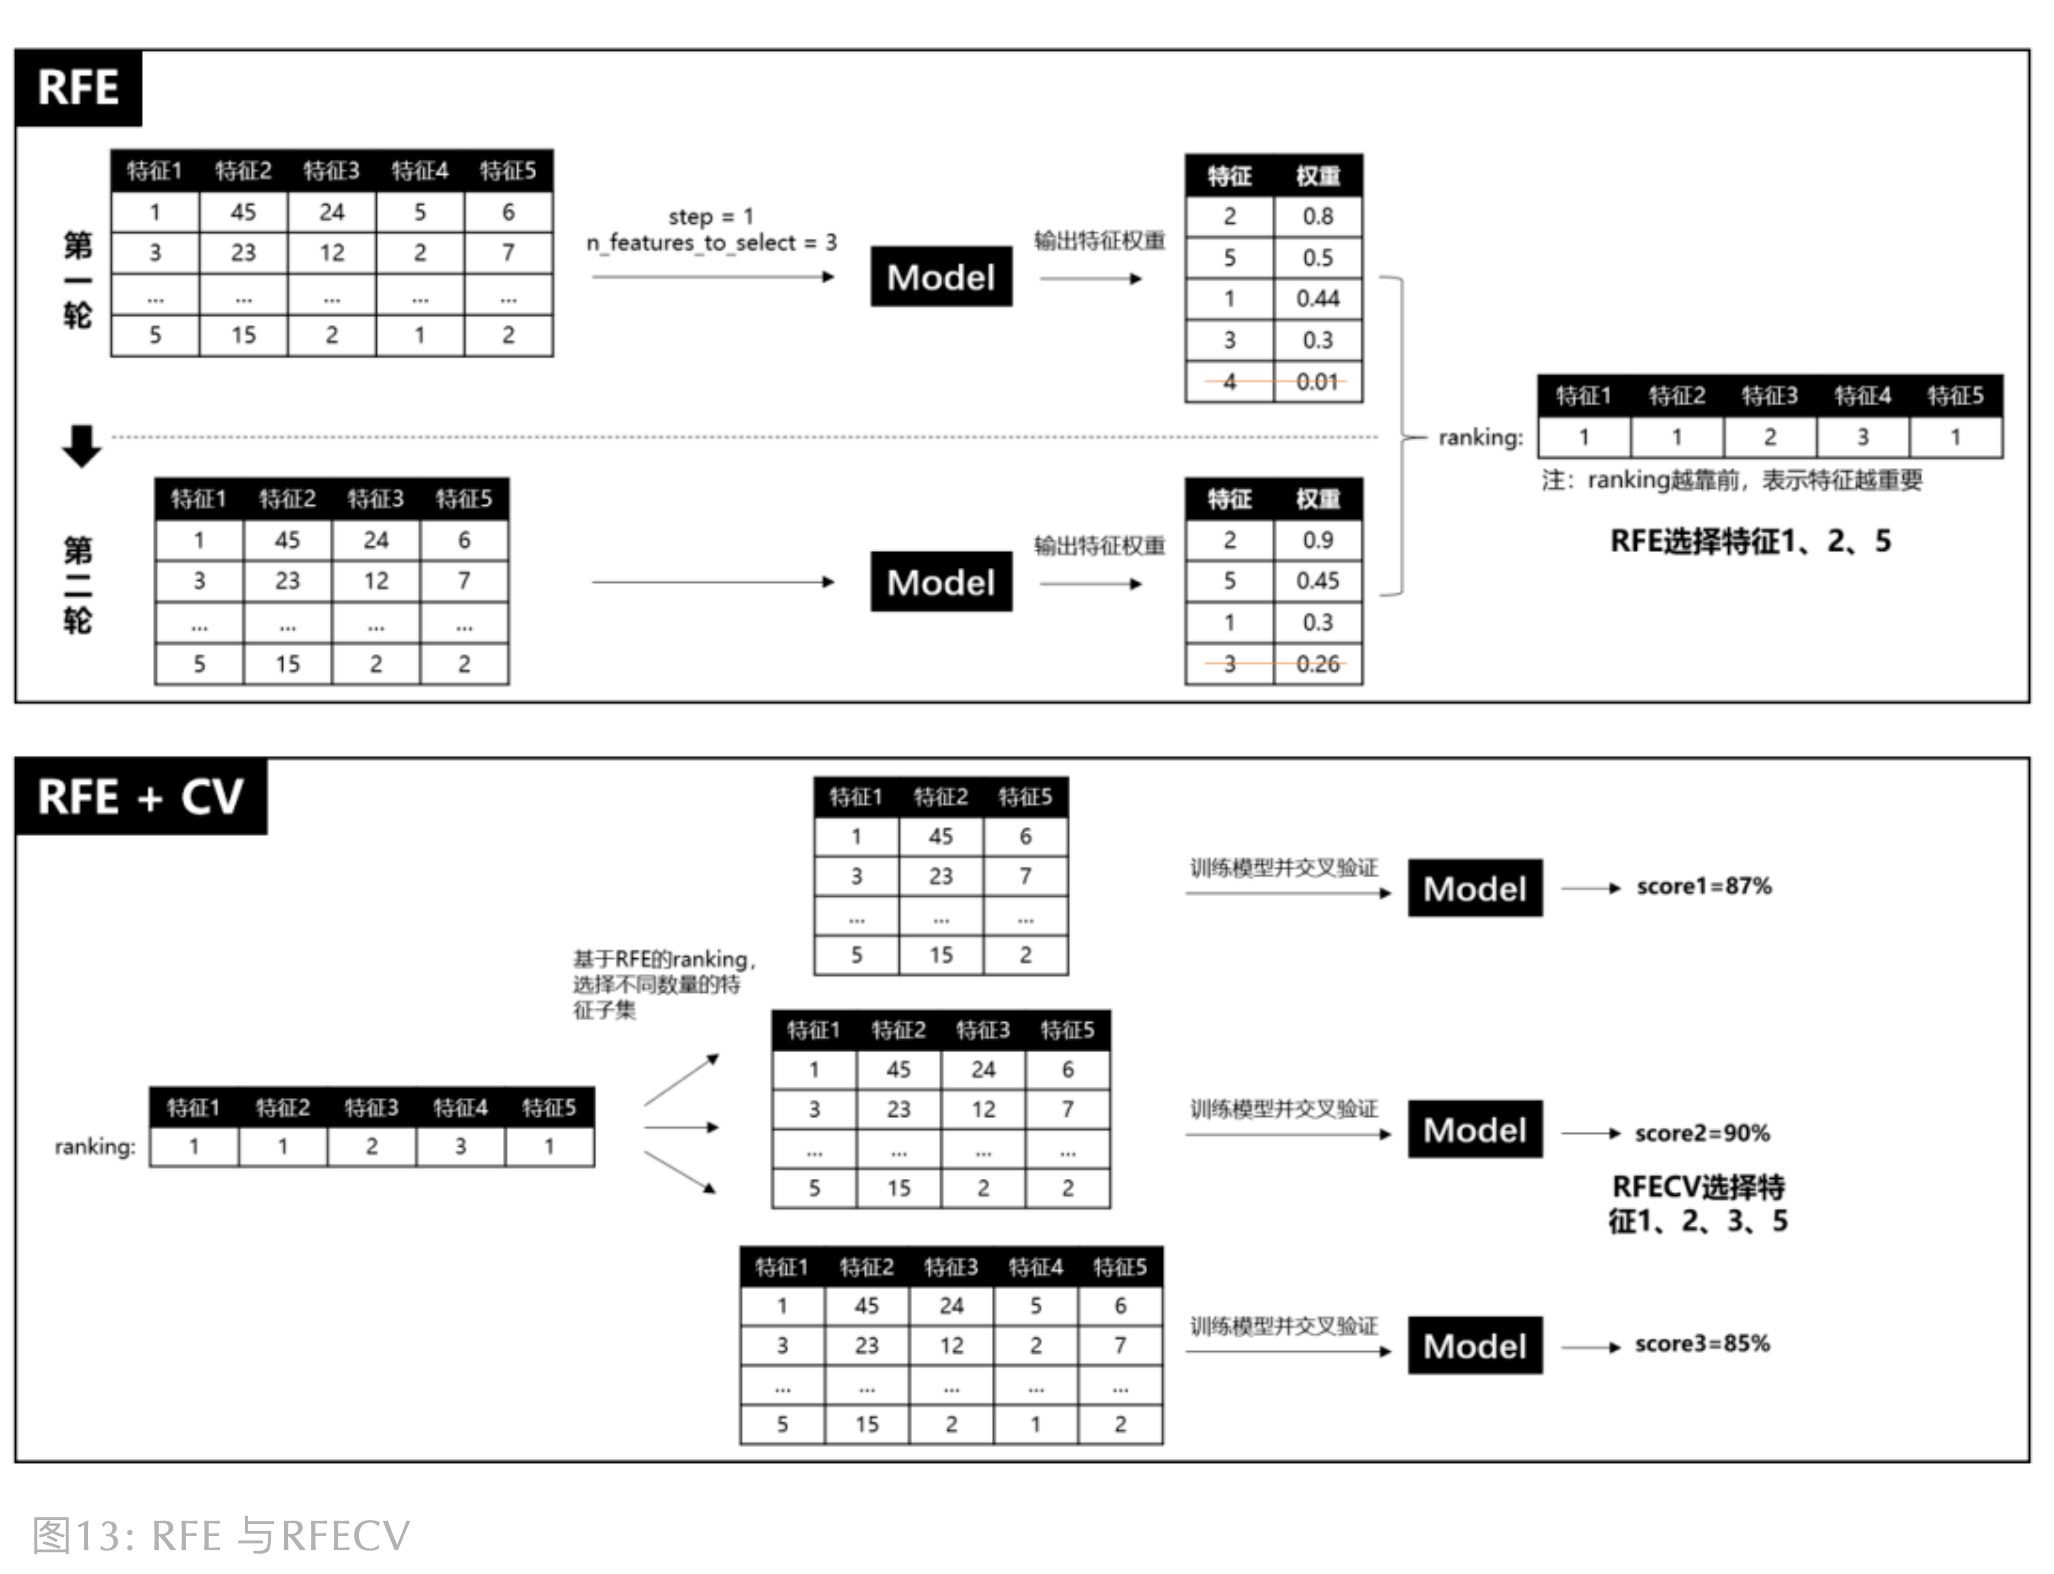 RFE
第一轮
特征1 特征2 特征3 特征4 特征5
1 45 24 5 6
3 23 12 2 7
... ... ... ... ...
5 15 2 1 2
step = 1
n_features_to_select = 3
Model
输出特征权重
特征 权重
2 0.8
5 0.5
1 0.44
3 0.3
4 0.01
第二轮
特征1 特征2 特征3 特征5
1 45 24 6
3 23 12 7
... ... ... ...
5 15 2 2
Model
输出特征权重
特征 权重
2 0.9
5 0.45
1 0.3
3 0.26
特征1 特征2 特征3 特征4 特征5
ranking: 1 1 2 3 1
注：ranking越靠前，表示特征越重要
RFE选择特征1、2、5
RFE + CV
特征1 特征2 特征3 特征4 特征5
ranking: 1 1 2 3 1
基于RFE的ranking，
选择不同数量的特
征子集
特征1 特征2 特征5
1 45 6
3 23 7
... ... ...
5 15 2
训练模型并交叉验证
Model
score1=87%
特征1 特征2 特征3 特征5
1 45 24 6
3 23 12 7
... ... ... ...
5 15 2 2
训练模型并交叉验证
Model
score2=90%
RFECV选择特
征1、2、3、5
特征1 特征2 特征3 特征4 特征5
1 45 24 5 6
3 23 12 2 7
... ... ... ... ...
5 15 2 1 2
训练模型并交叉验证
Model
score3=85%
图13: RFE 与RFECV